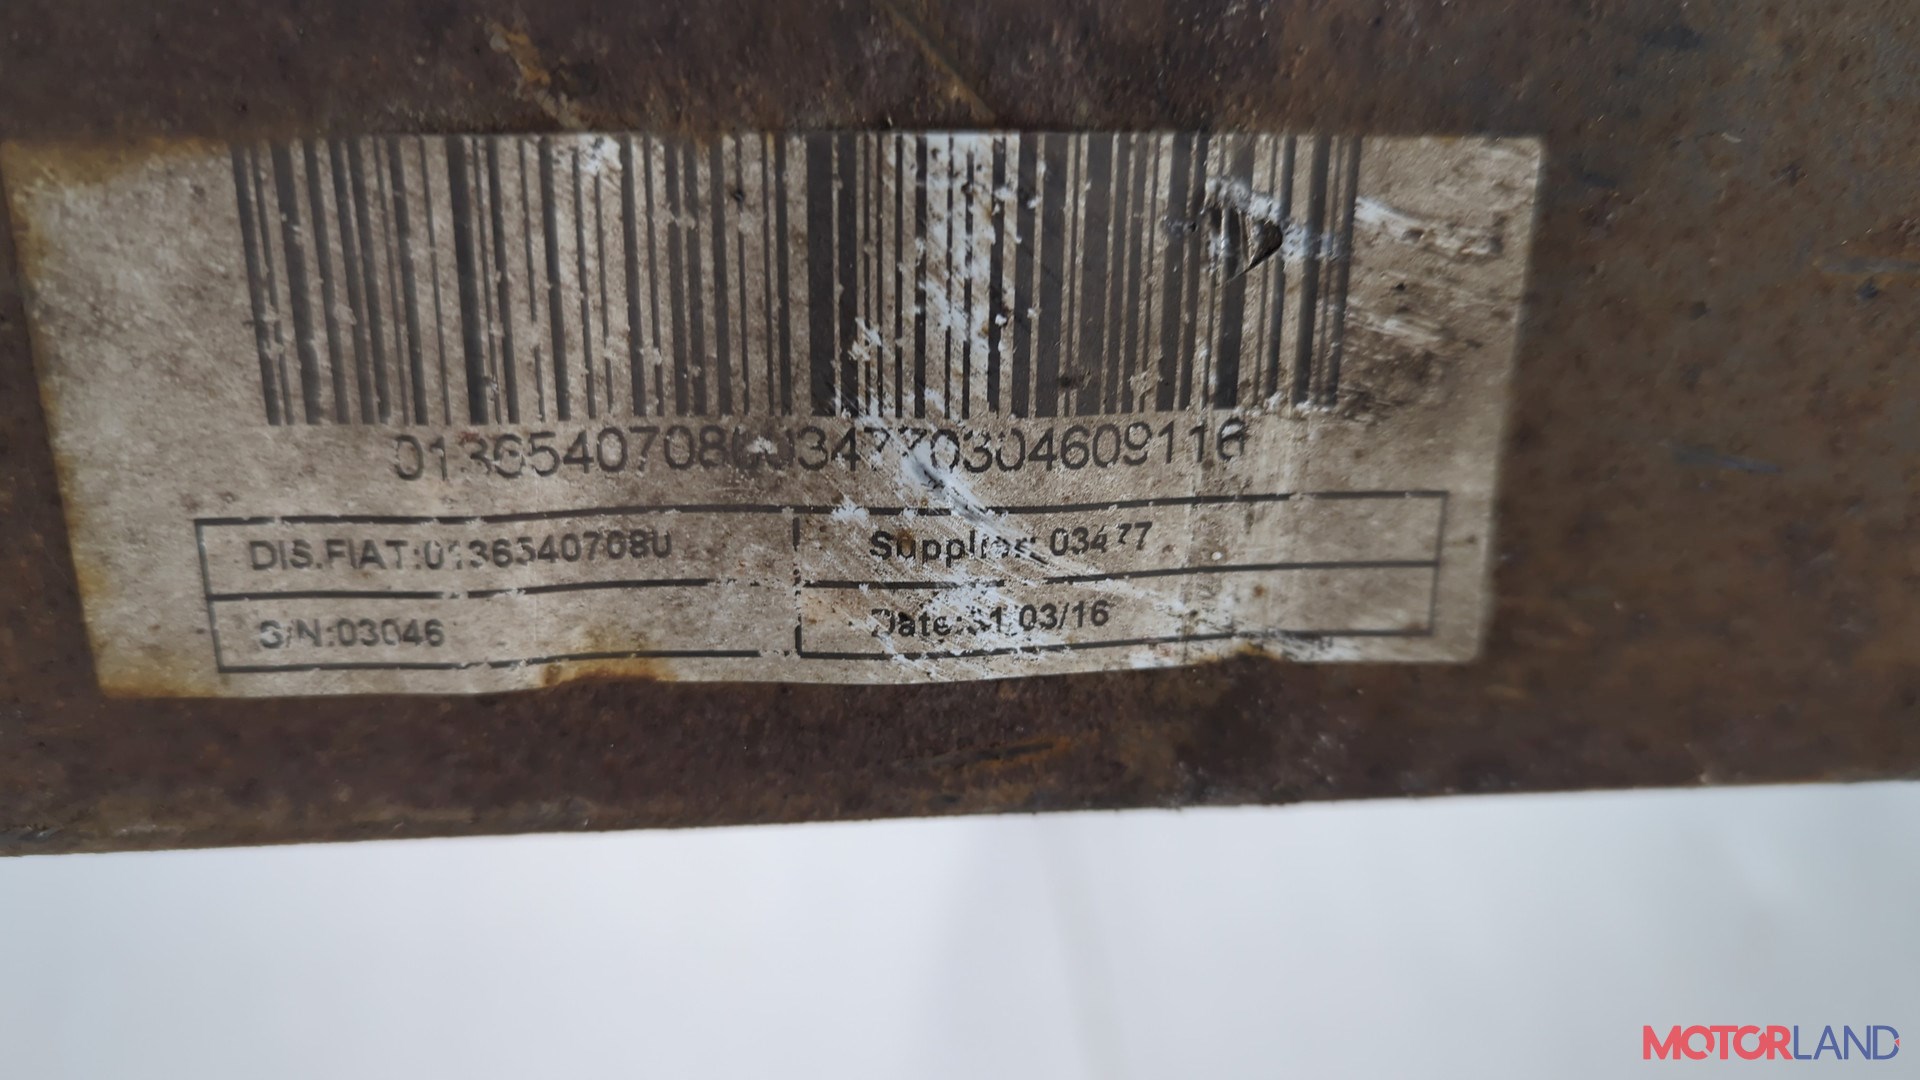 01365407080034770304609116
DIS.FIAT:01365407080
Supplier: 03477
S/N:03046
Date:31/03/16
MOTORLAND